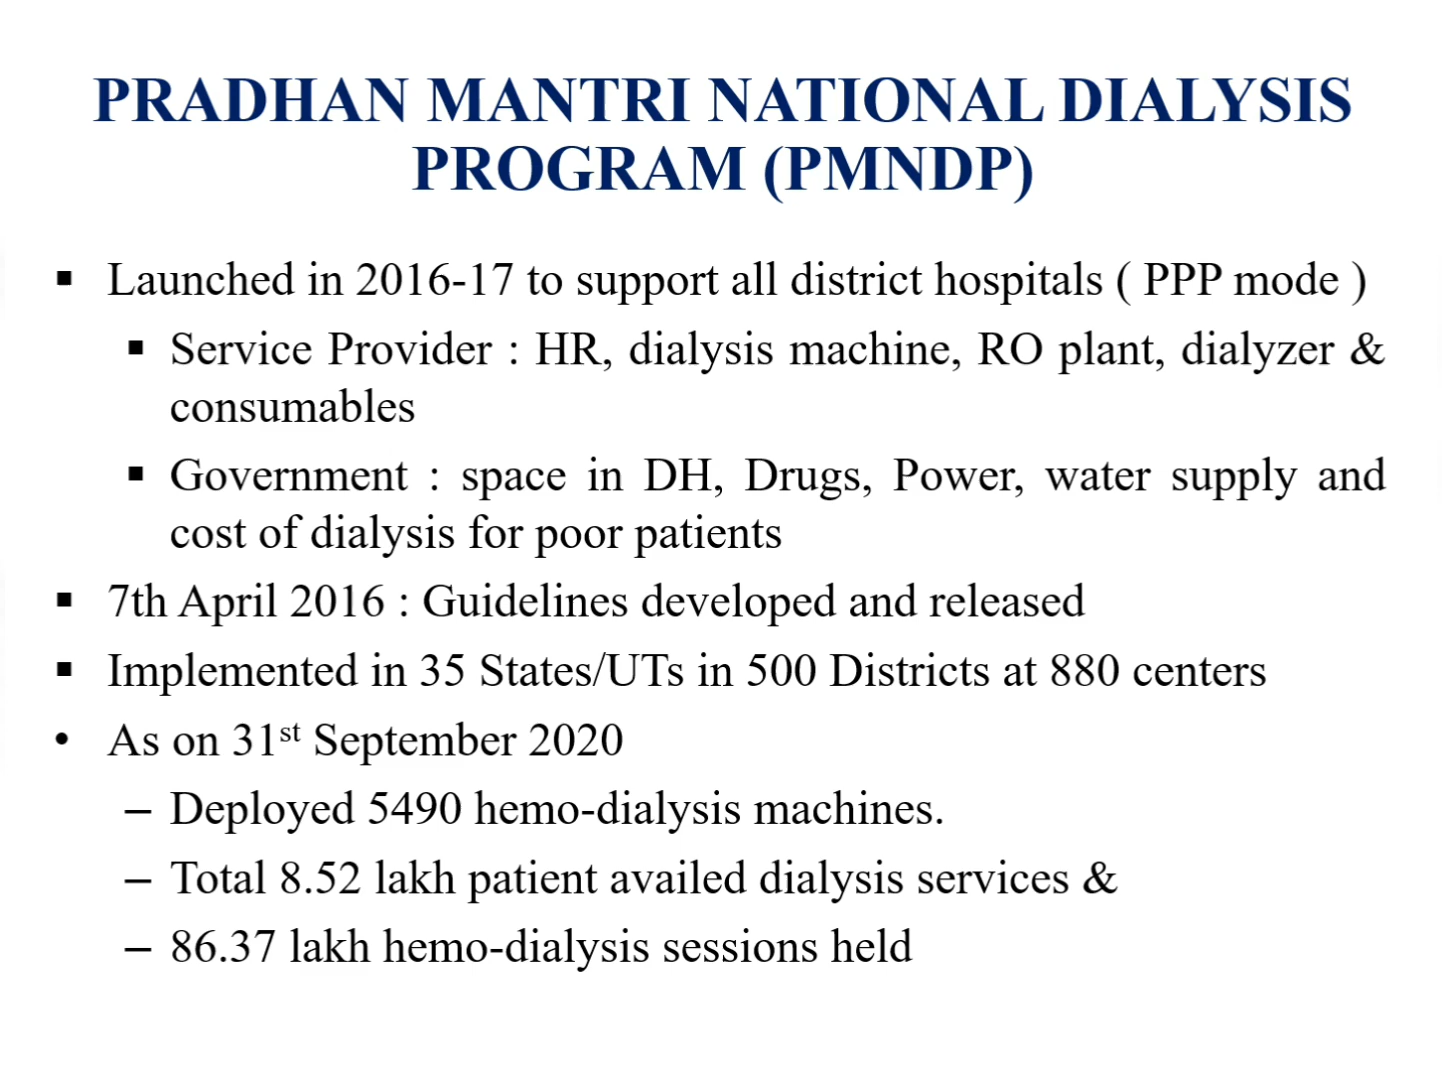 PRADHAN MANTRI NATIONAL DIALYSIS
PROGRAM (PMNDP)
▪ Launched in 2016-17 to support all district hospitals ( PPP mode )
▪ Service Provider : HR, dialysis machine, RO plant, dialyzer &
consumables
▪ Government : space in DH, Drugs, Power, water supply and
cost of dialysis for poor patients
▪ 7th April 2016 : Guidelines developed and released
▪ Implemented in 35 States/UTs in 500 Districts at 880 centers
• As on 31st September 2020
– Deployed 5490 hemo-dialysis machines.
– Total 8.52 lakh patient availed dialysis services &
– 86.37 lakh hemo-dialysis sessions held